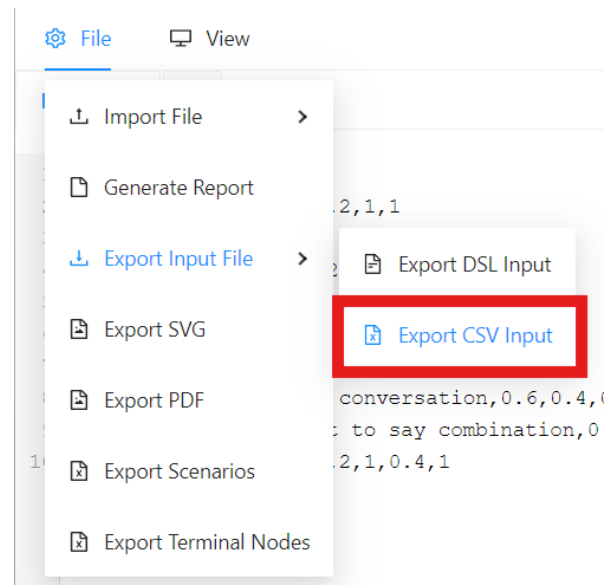 File View
Import File
Generate Report
.2,1,1
Export Input File
Export DSL Input
Export SVG
Export CSV Input
Export PDF
conversation,0.6,0.4,
to say combination,0
Export Scenarios
10
.2,1,0.4,1
Export Terminal Nodes